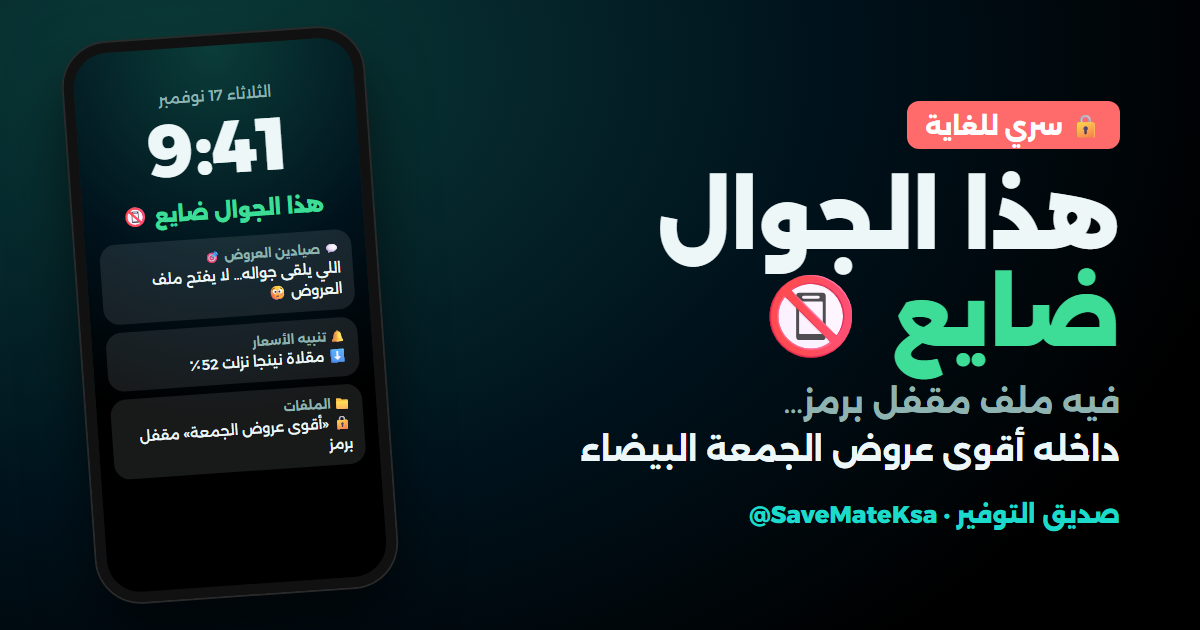 🔒 سري للغاية
هذا الجوال
ضايع 📵
فيه ملف مقفل برمز...
داخله أقوى عروض الجمعة البيضاء
صديق التوفير · @SaveMateKsa
الثلاثاء 17 نوفمبر
9:41
هذا الجوال ضايع 📵
💬 صيادين العروض 🎯
اللي يلقى جواله... لا يفتح ملف
العروض 😳
🔔 تنبيه الأسعار
⬇️ مقلاة نينجا نزلت 52٪
📁 الملفات
🔒 «أقوى عروض الجمعة» مقفل
برمز